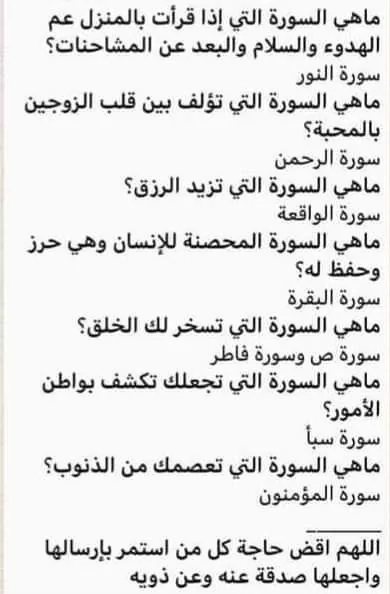 ماهي السورة التي إذا قرأت بالمنزل عم
الهدوء والسلام والبعد عن المشاحنات؟
سورة النور
ماهي السورة التي تؤلف بين قلب الزوجين
بالمحبة؟
سورة الرحمن
ماهي السورة التي تزيد الرزق؟
سورة الواقعة
ماهي السورة المحصنة للإنسان وهي حرز
وحفظ له؟
سورة البقرة
ماهي السورة التي تسخر لك الخلق؟
سورة ص وسورة فاطر
ماهي السورة التي تجعلك تكشف بواطن
الأمور؟
سورة سبأ
ماهي السورة التي تعصمك من الذنوب؟
سورة المؤمنون
ــــــــــــــ
اللهم اقض حاجة كل من استمر بإرسالها
واجعلها صدقة عنه وعن ذويه